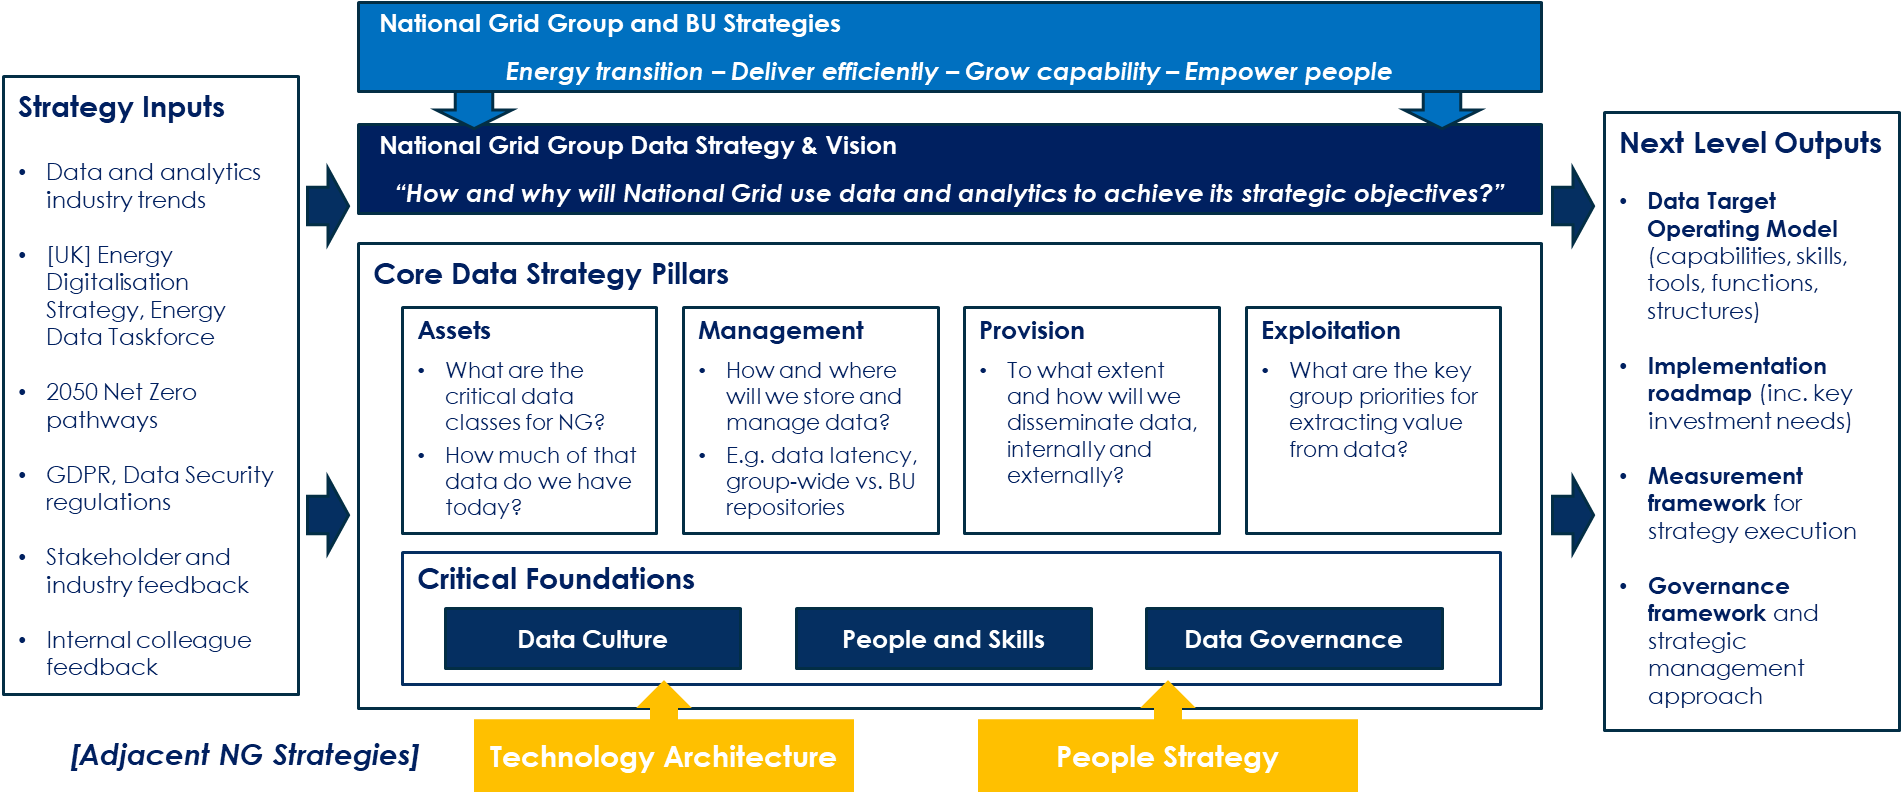 National Grid Group and BU Strategies
Energy transition – Deliver efficiently – Grow capability – Empower people
Strategy Inputs
• Data and analytics
industry trends
• [UK] Energy
Digitalisation
Strategy, Energy
Data Taskforce
• 2050 Net Zero
pathways
• GDPR, Data Security
regulations
• Stakeholder and
industry feedback
• Internal colleague
feedback
National Grid Group Data Strategy & Vision
“How and why will National Grid use data and analytics to achieve its strategic objectives?”
Core Data Strategy Pillars
Assets
• What are the
critical data
classes for NG?
• How much of that
data do we have
today?
Management
• How and where
will we store and
manage data?
• E.g. data latency,
group-wide vs. BU
repositories
Provision
• To what extent
and how will we
disseminate data,
internally and
externally?
Exploitation
• What are the key
group priorities for
extracting value
from data?
Critical Foundations
Data Culture
People and Skills
Data Governance
Next Level Outputs
• Data Target
Operating Model
(capabilities, skills,
tools, functions,
structures)
• Implementation
roadmap (inc. key
investment needs)
• Measurement
framework for
strategy execution
• Governance
framework and
strategic
management
approach
[Adjacent NG Strategies]
Technology Architecture
People Strategy